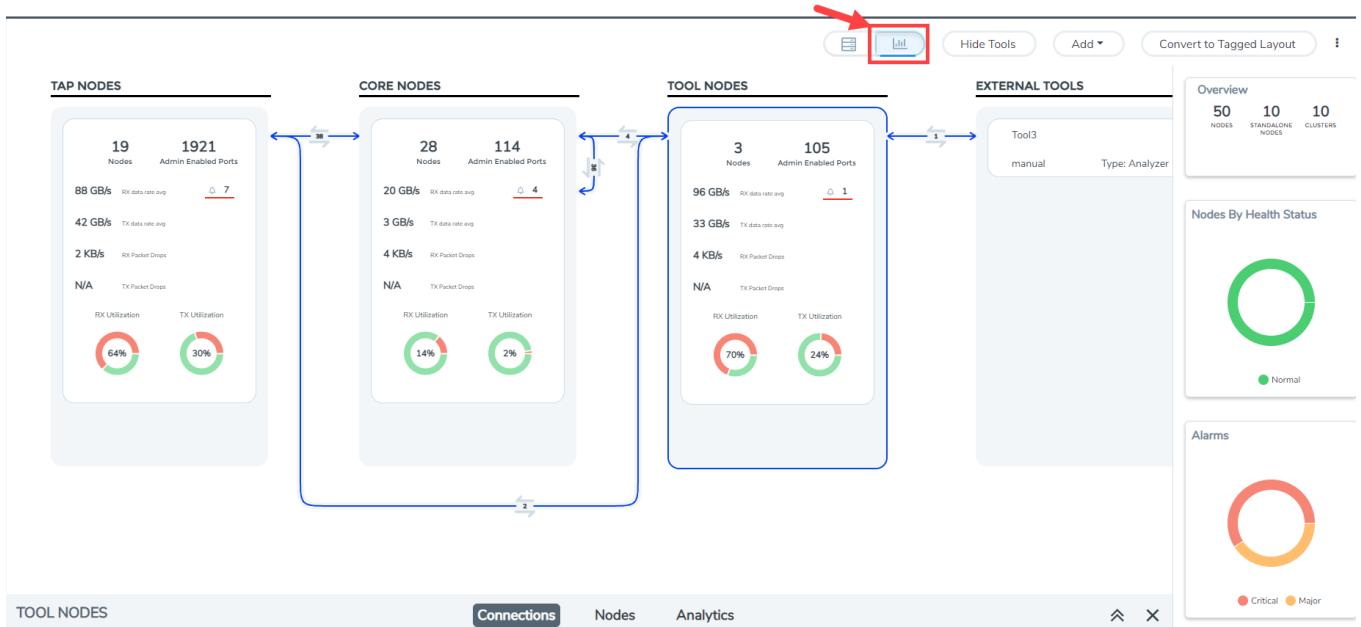 Hide Tools
Add
Convert to Tagged Layout
TAP NODES
19 1921
Nodes Admin Enabled Ports
88 GB/s RX data rate avg 7
42 GB/s TX data rate avg
2 KB/s RX Packet Drops
N/A TX Packet Drops
RX Utilization TX Utilization
64% 30%
38
CORE NODES
28 114
Nodes Admin Enabled Ports
20 GB/s RX data rate avg 4
3 GB/s TX data rate avg
4 KB/s RX Packet Drops
N/A TX Packet Drops
RX Utilization TX Utilization
14% 2%
4
2
TOOL NODES
3 105
Nodes Admin Enabled Ports
96 GB/s RX data rate avg 1
33 GB/s TX data rate avg
4 KB/s RX Packet Drops
N/A TX Packet Drops
RX Utilization TX Utilization
70% 24%
1
EXTERNAL TOOLS
Tool3
manual Type: Analyzer
Overview
50 10 10
NODES STANDALONE CLUSTERS
NODES
Nodes By Health Status
Normal
Alarms
Critical Major
TOOL NODES Connections Nodes Analytics